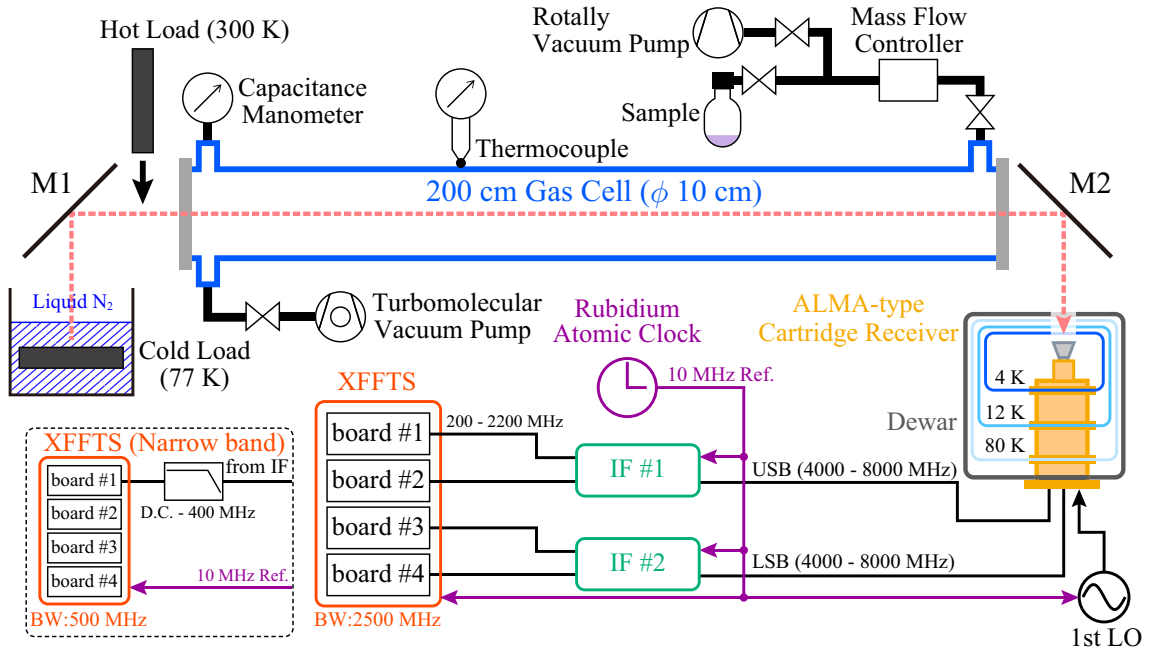 Hot Load (300 K)
Rotally
Vacuum Pump
Mass Flow
Controller
Capacitance
Manometer
Sample
Thermocouple
M1
M2
200 cm Gas Cell (ϕ 10 cm)
Liquid N₂
Cold Load
(77 K)
Turbomolecular
Vacuum Pump
Rubidium
Atomic Clock
ALMA-type
Cartridge Receiver
10 MHz Ref.
4 K
12 K
80 K
Dewar
XFFTS
board #1
board #2
board #3
board #4
BW:2500 MHz
200 - 2200 MHz
IF #1
IF #2
USB (4000 - 8000 MHz)
LSB (4000 - 8000 MHz)
1st LO
XFFTS (Narrow band)
board #1
board #2
board #3
board #4
from IF
D.C. - 400 MHz
10 MHz Ref.
BW:500 MHz